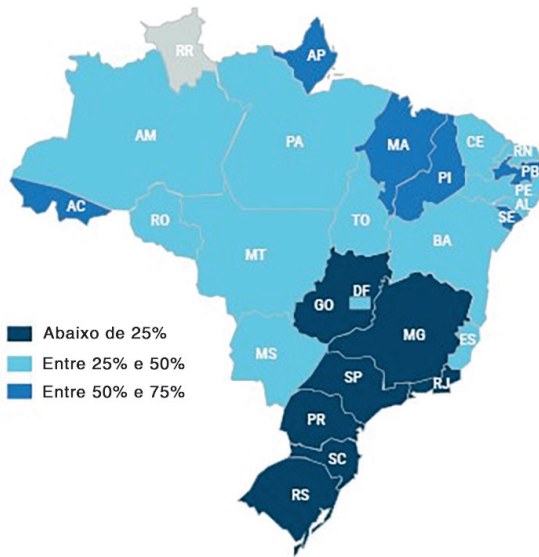 RR
AP
AM
PA
MA
CE
RN
PB
PI
PE
AL
AC
SE
RO
TO
BA
MT
DF
GO
MG
ES
MS
SP
RJ
PR
SC
RS
Abaixo de 25%
Entre 25% e 50%
Entre 50% e 75%